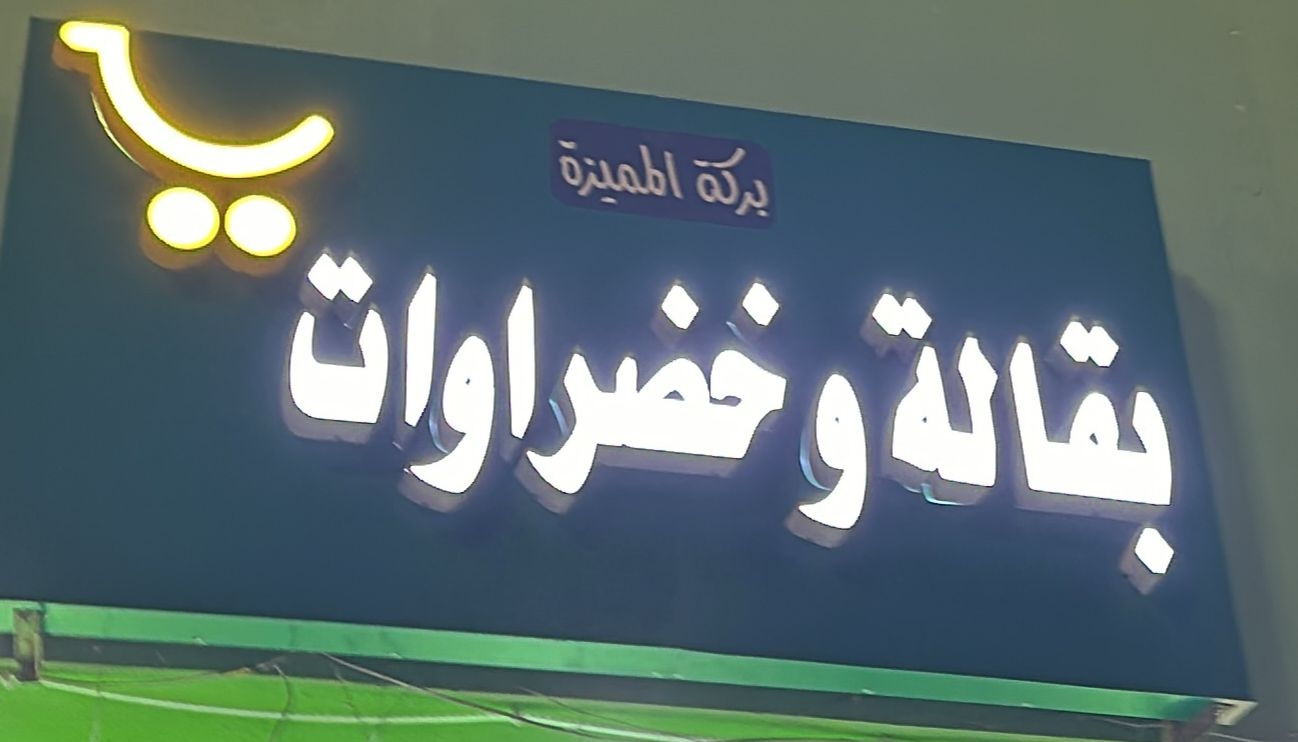 بركة المميزة
بقالة و خضراوات